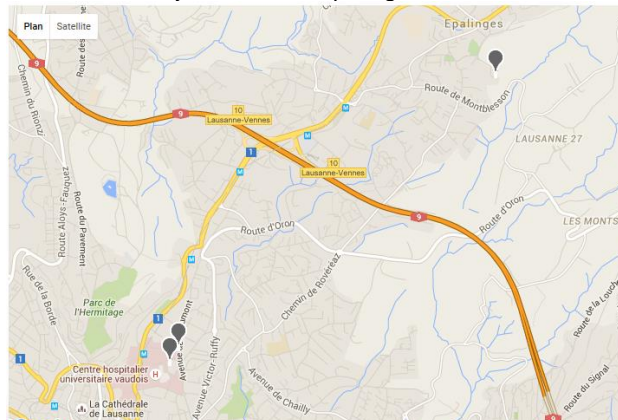 Plan
Satellite
Epalinges
9
Route de Montblesson
Chemin du Rionzi
9
10
Lausanne-Vennes
M
M
LAUSANNE 27
1
M
10
Lausanne-Vennes
Route Aloys-Fauquez
Route du Pavement
9
Route d'Oron
Route d'Oron
LES MONTS
M
Chemin de Rovéréaz
Rue de la Borde
Parc de
l'Hermitage
1
1
M
Avenue Victor-Ruffy
Centre hospitalier
universitaire vaudois
H
Avenue de Chailly
Route du Signal
La Cathédrale
de Lausanne
M
9